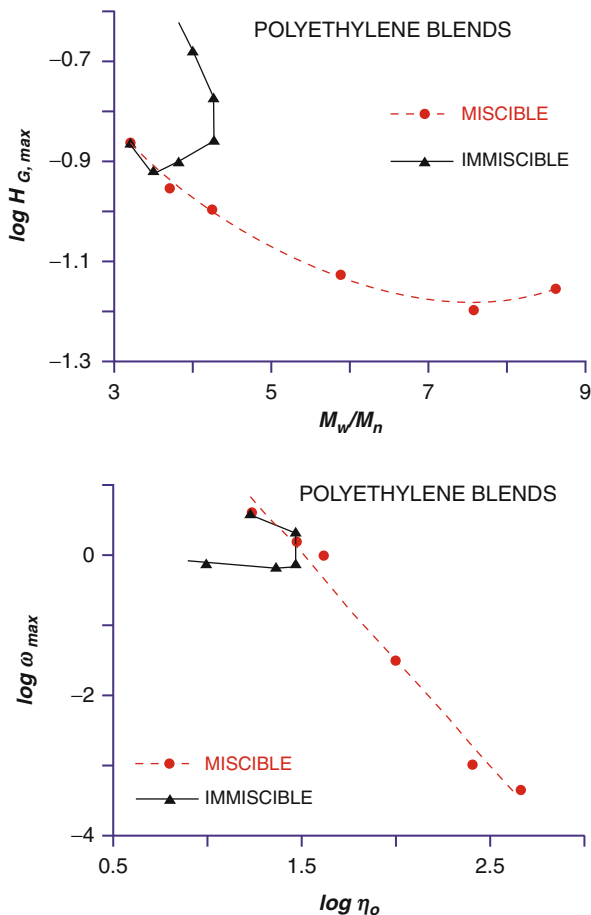 POLYETHYLENE BLENDS
−0.7
−0.9
−1.1
−1.3
log H G, max
MISCIBLE
IMMISCIBLE
3
5
7
9
Mw/Mn
POLYETHYLENE BLENDS
0
−2
−4
log ω max
MISCIBLE
IMMISCIBLE
0.5
1.5
2.5
log ηo